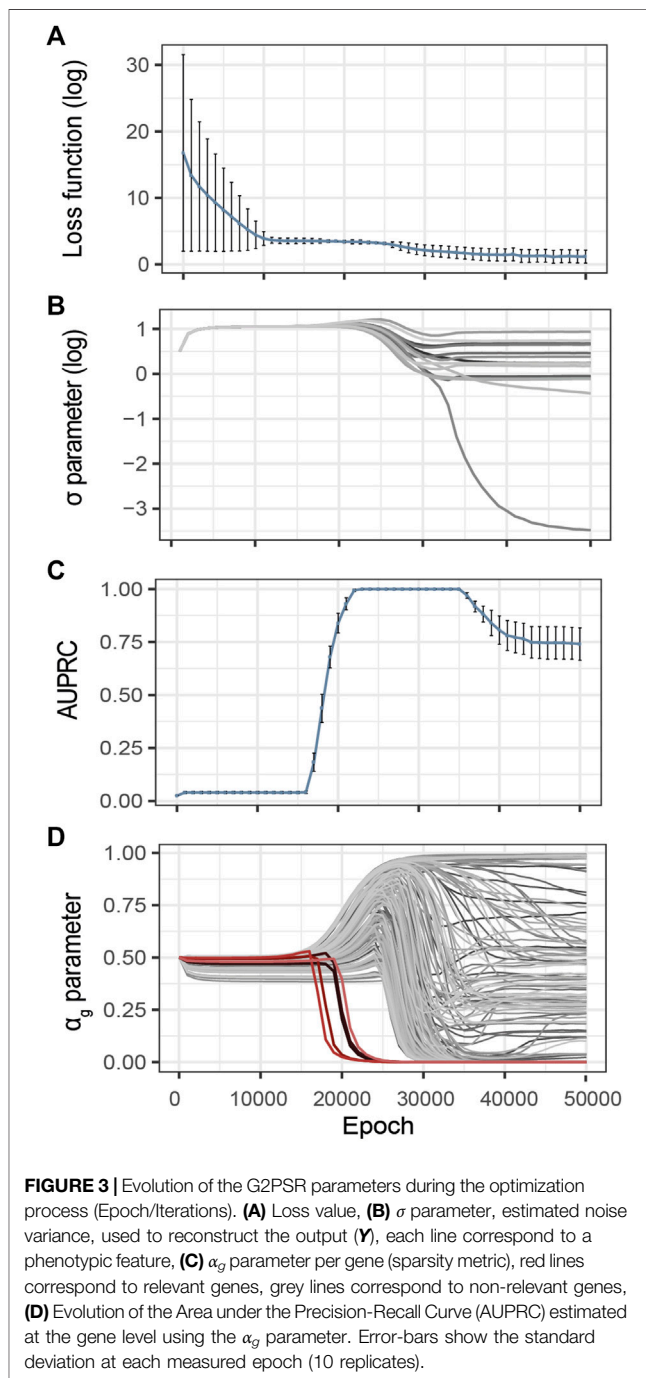 A
Loss function (log)
30
20
10
0
B
σ parameter (log)
1
0
−1
−2
−3
C
AUPRC
1.00
0.75
0.50
0.25
0.00
D
αg parameter
1.00
0.75
0.50
0.25
0.00
0 10000 20000 30000 40000 50000
Epoch
FIGURE 3 | Evolution of the G2PSR parameters during the optimization
process (Epoch/Iterations). (A) Loss value, (B) σ parameter, estimated noise
variance, used to reconstruct the output (Y), each line correspond to a
phenotypic feature, (C) αg parameter per gene (sparsity metric), red lines
correspond to relevant genes, grey lines correspond to non-relevant genes,
(D) Evolution of the Area under the Precision-Recall Curve (AUPRC) estimated
at the gene level using the αg parameter. Error-bars show the standard
deviation at each measured epoch (10 replicates).